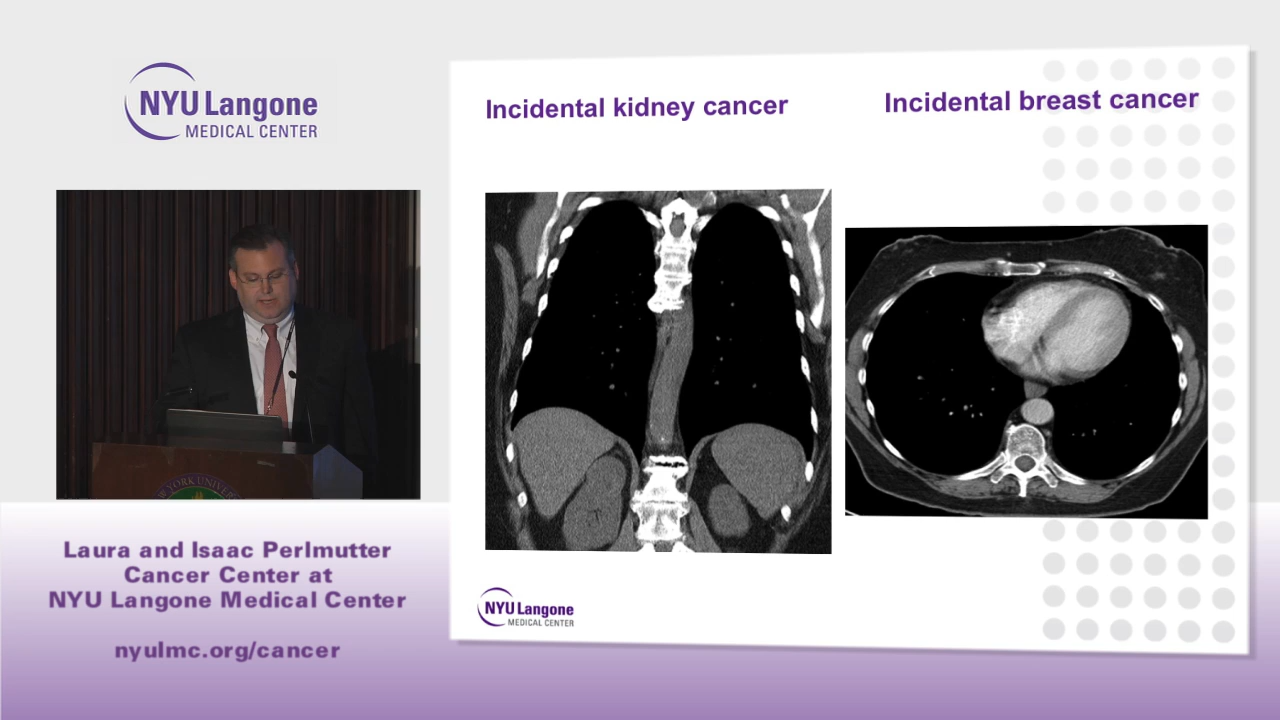 NYU Langone
MEDICAL CENTER
Incidental kidney cancer
Incidental breast cancer
Laura and Isaac Perlmutter
Cancer Center at
NYU Langone Medical Center
nyulmc.org/cancer
NYU Langone
MEDICAL CENTER